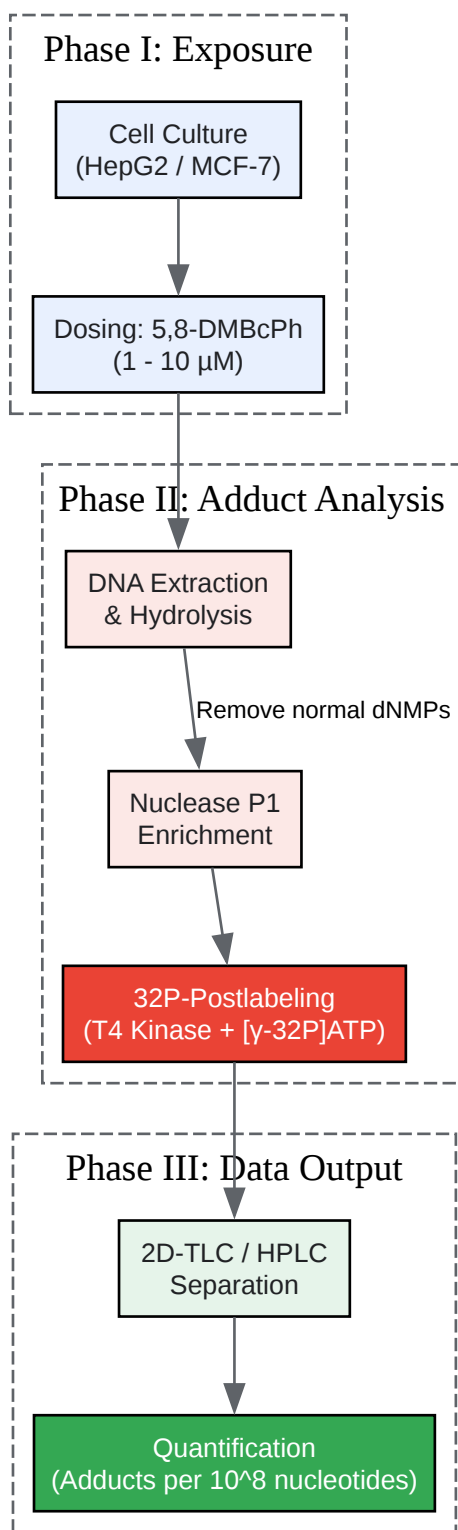 Phase I: Exposure
Cell Culture
(HepG2 / MCF-7)
Dosing: 5,8-DMBcPh
(1 - 10 µM)
Phase II: Adduct Analysis
DNA Extraction
& Hydrolysis
Remove normal dNMPs
Nuclease P1
Enrichment
32P-Postlabeling
(T4 Kinase + [γ-32P]ATP)
Phase III: Data Output
2D-TLC / HPLC
Separation
Quantification
(Adducts per 10^8 nucleotides)